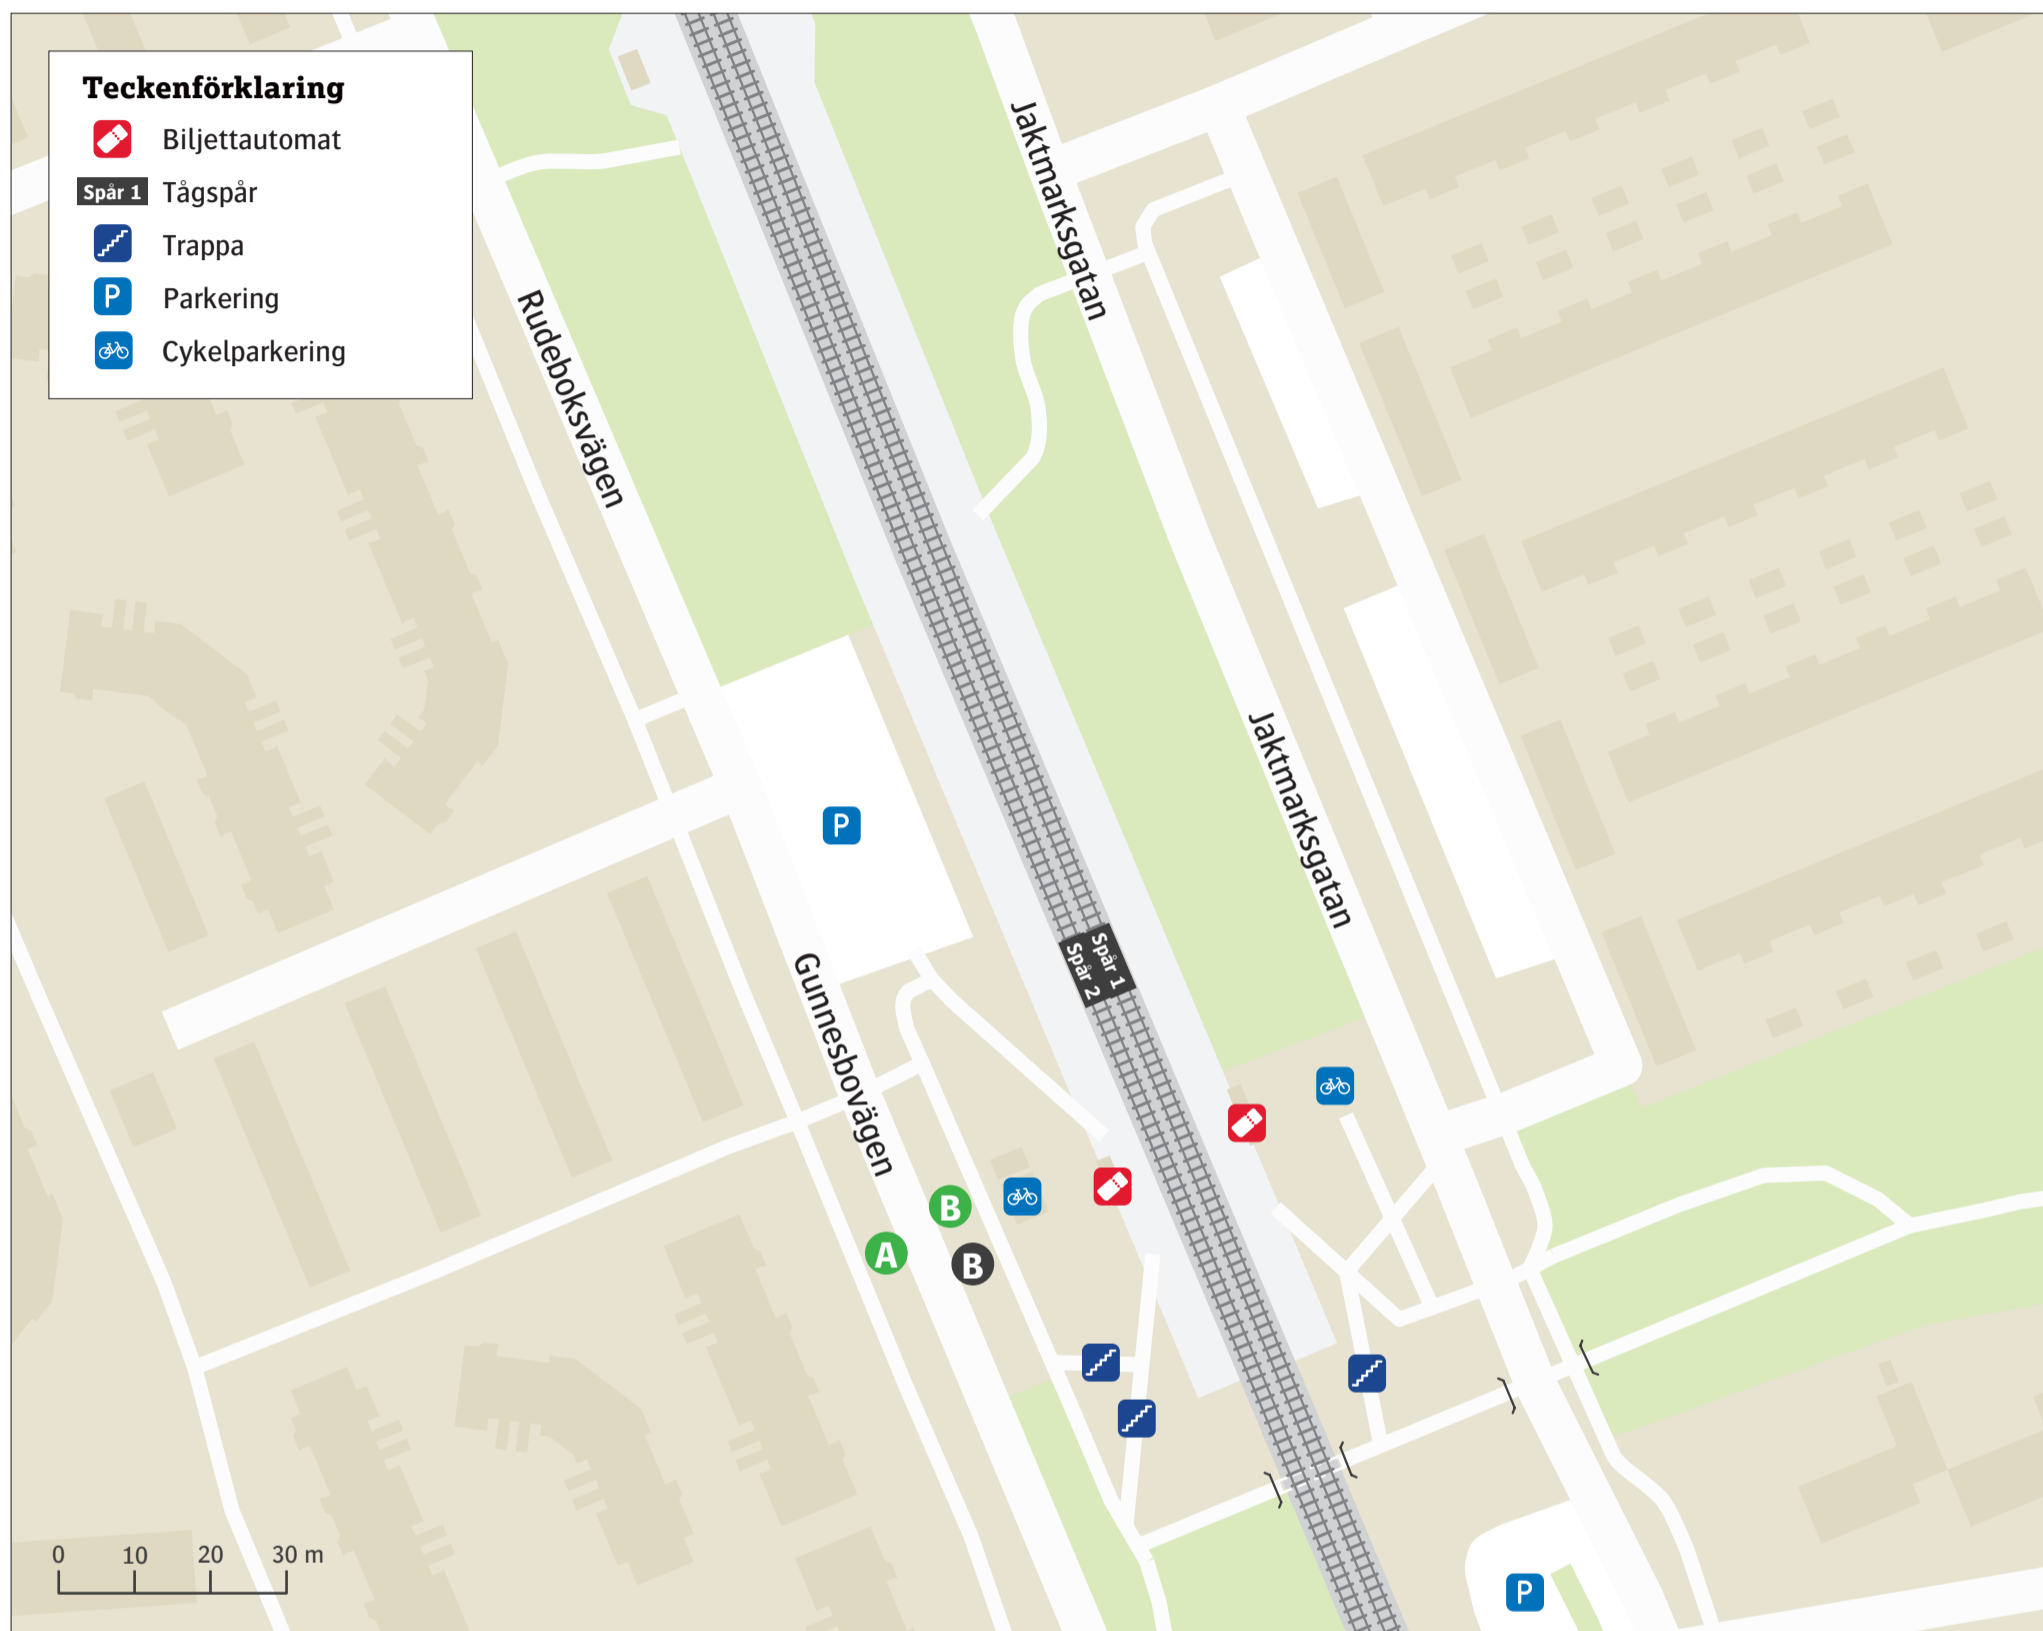 Teckenförklaring
Biljettautomat
Spår 1 Tågspår
Trappa
P Parkering
Cykelparkering
Jaktmarksgatan
Rudeboksvägen
Jaktmarksgatan
P
Spår 1
Spår 2
Gunnesbovägen
B
A
B
0 10 20 30 m
P